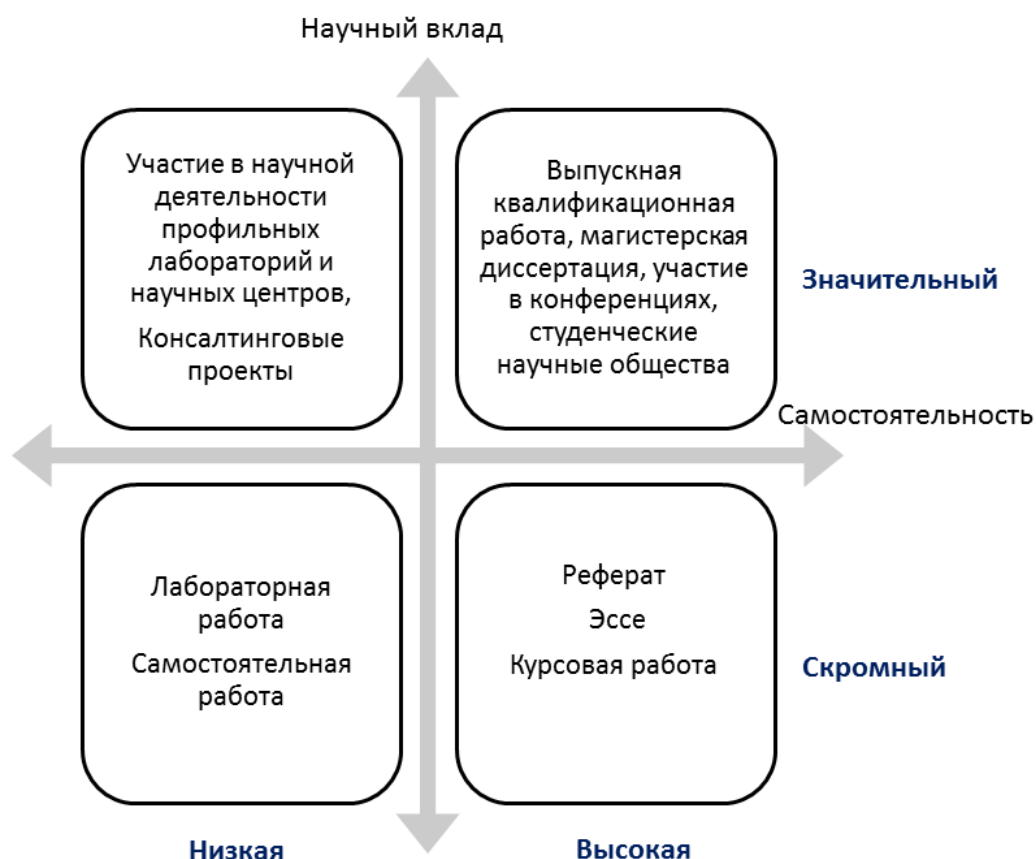 Научный вклад
Участие в научной
деятельности
профильных
лабораторий и
научных центров,
Консалтинговые
проекты
Выпускная
квалификационная
работа, магистерская
диссертация, участие
в конференциях,
студенческие
научные общества
Значительный
Самостоятельность
Лабораторная
работа
Самостоятельная
работа
Реферат
Эссе
Курсовая работа
Скромный
Низкая
Высокая